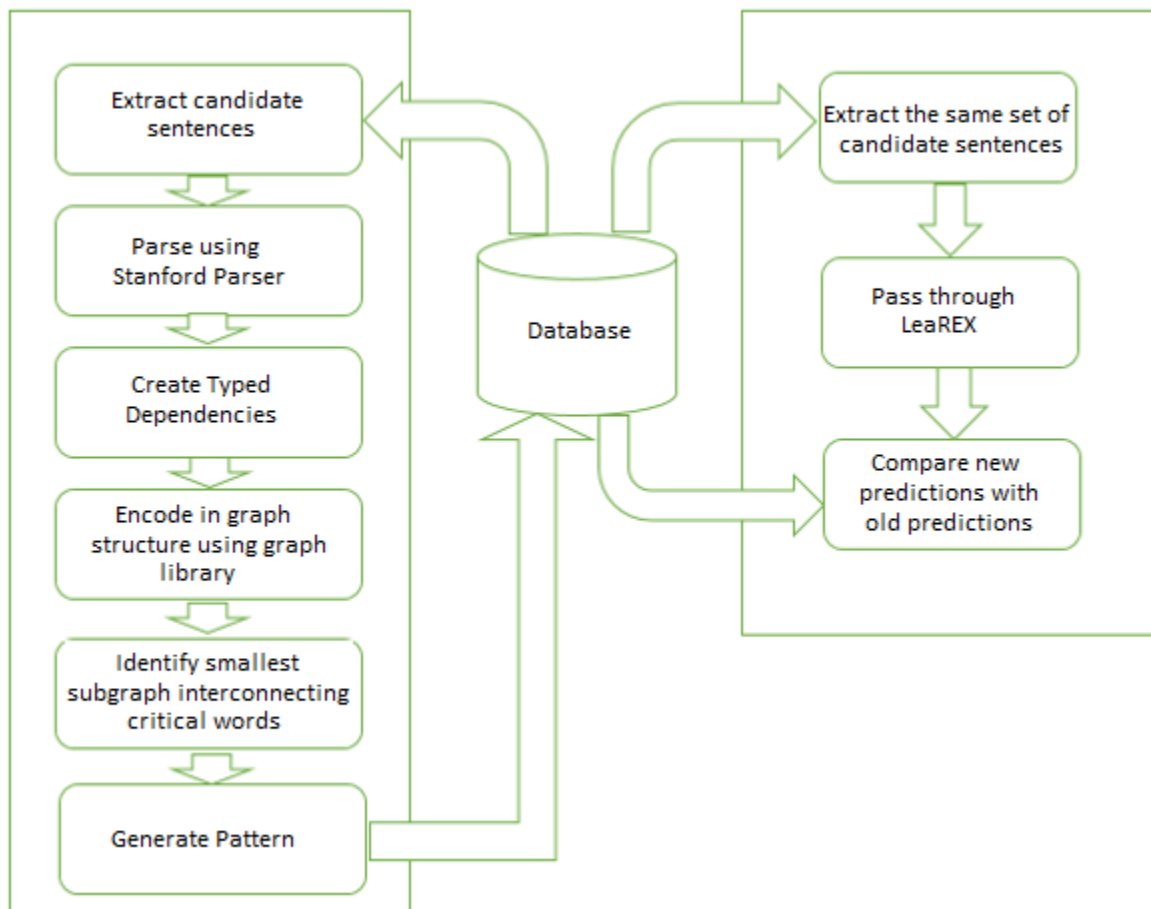 Extract candidate
sentences
Parse using
Stanford Parser
Create Typed
Dependencies
Encode in graph
structure using graph
library
Identify smallest
subgraph interconnecting
critical words
Generate Pattern
Database
Extract the same set of
candidate sentences
Pass through
LeaREX
Compare new
predictions with
old predictions